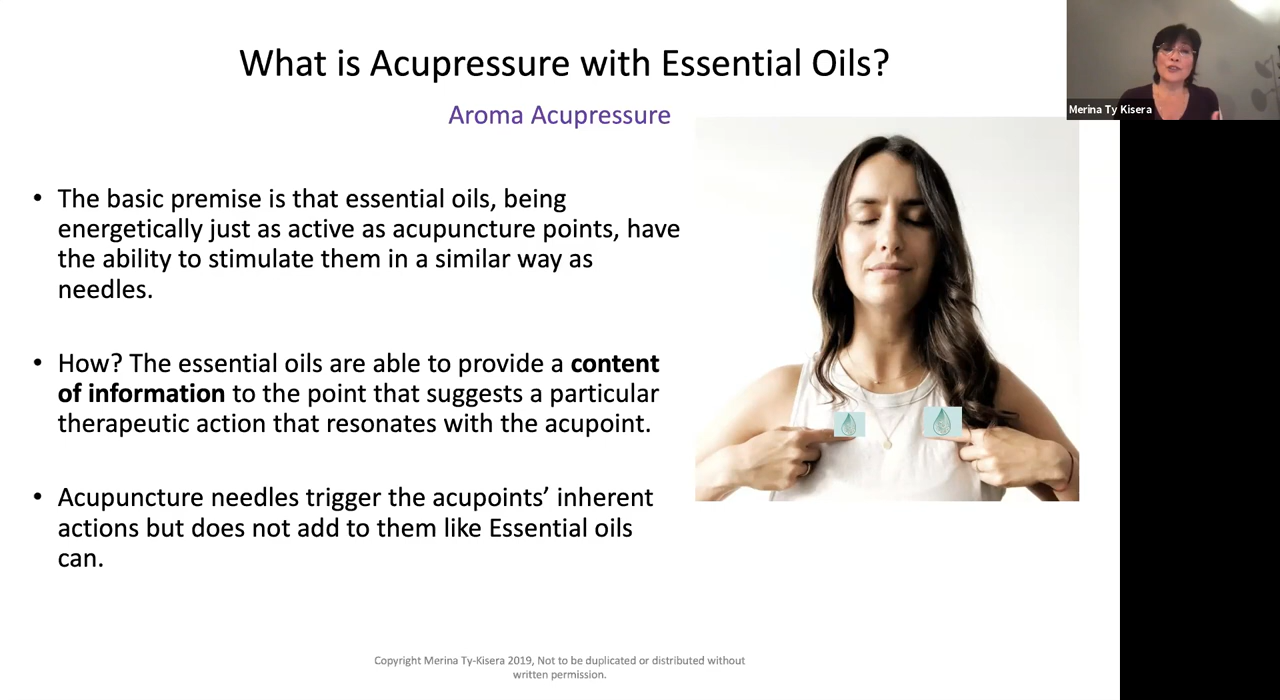 What is Acupressure with Essential Oils?
Aroma Acupressure
Merina Ty Kisera
• The basic premise is that essential oils, being
energetically just as active as acupuncture points, have
the ability to stimulate them in a similar way as
needles.
• How? The essential oils are able to provide a content
of information to the point that suggests a particular
therapeutic action that resonates with the acupoint.
• Acupuncture needles trigger the acupoints’ inherent
actions but does not add to them like Essential oils
can.
Copyright Merina Ty-Kisera 2019, Not to be duplicated or distributed without
written permission.